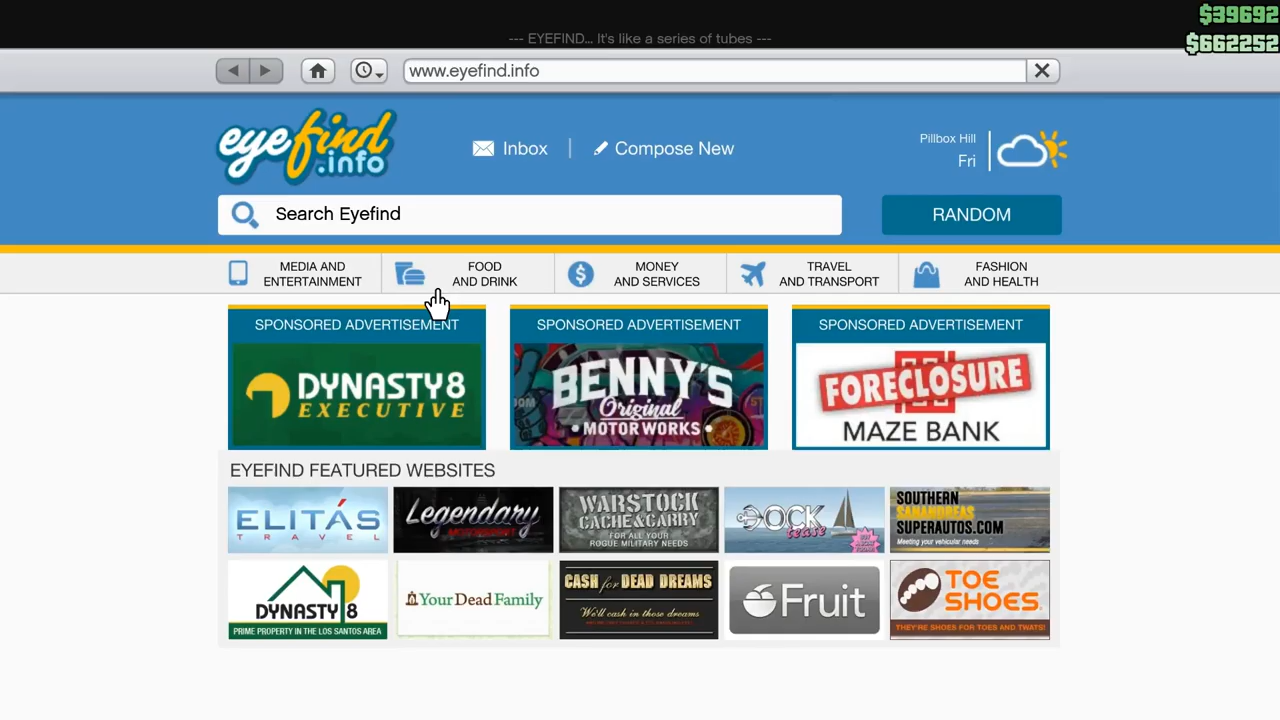 $39692
--- EYEFIND... It's like a series of tubes ---
$662252
www.eyefind.info
eyefind
.info
Inbox
Compose New
Pillbox Hill
Fri
Search Eyefind
RANDOM
MEDIA AND
ENTERTAINMENT
FOOD
AND DRINK
MONEY
AND SERVICES
TRAVEL
AND TRANSPORT
FASHION
AND HEALTH
SPONSORED ADVERTISEMENT
DYNASTY8
EXECUTIVE
SPONSORED ADVERTISEMENT
BENNY'S
Original
MOTOR WORKS
SPONSORED ADVERTISEMENT
FORECLOSURE
MAZE BANK
EYEFIND FEATURED WEBSITES
ELITÁS
TRAVEL
Legendary
MOTORSPORT
WARSTOCK
CACHE&CARRY
FOR ALL YOUR
ROGUE MILITARY NEEDS
DOCK
tease
SOUTHERN
SANANDREAS
SUPERAUTOS.COM
Meeting your vehicular needs
DYNASTY 8
PRIME PROPERTY IN THE LOS SANTOS AREA
Your Dead Family
CASH for DEAD DREAMS
We'll cash in those dreams
Fruit
TOE
SHOES
THEY'RE SHOES FOR TOES AND TWATS!